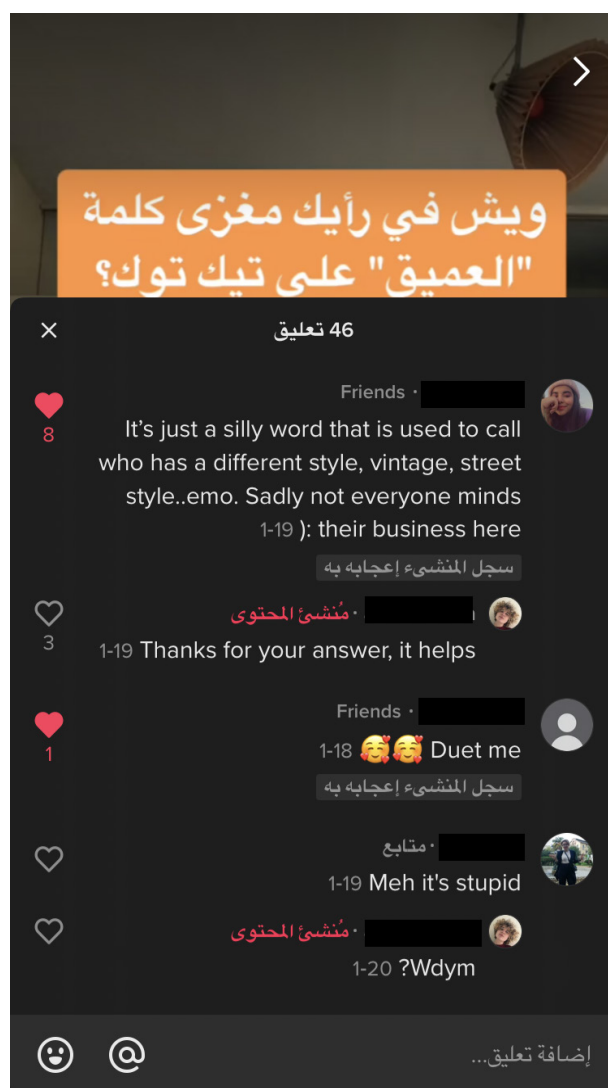 ويش في رأيك مغزى كلمة
"العميق" على تيك توك؟
46 تعليق
Friends ·
It's just a silly word that is used to call
who has a different style, vintage, street
style..emo. Sadly not everyone minds
their business here :( 1-19
8
سجل المنشىء إعجابه به
· مُنشئ المحتوى
Thanks for your answer, it helps 1-19
3
Friends ·
Duet me 🥰🥰 1-18
1
سجل المنشىء إعجابه به
· متابع
Meh it's stupid 1-19
· مُنشئ المحتوى
Wdym? 1-20
إضافة تعليق...